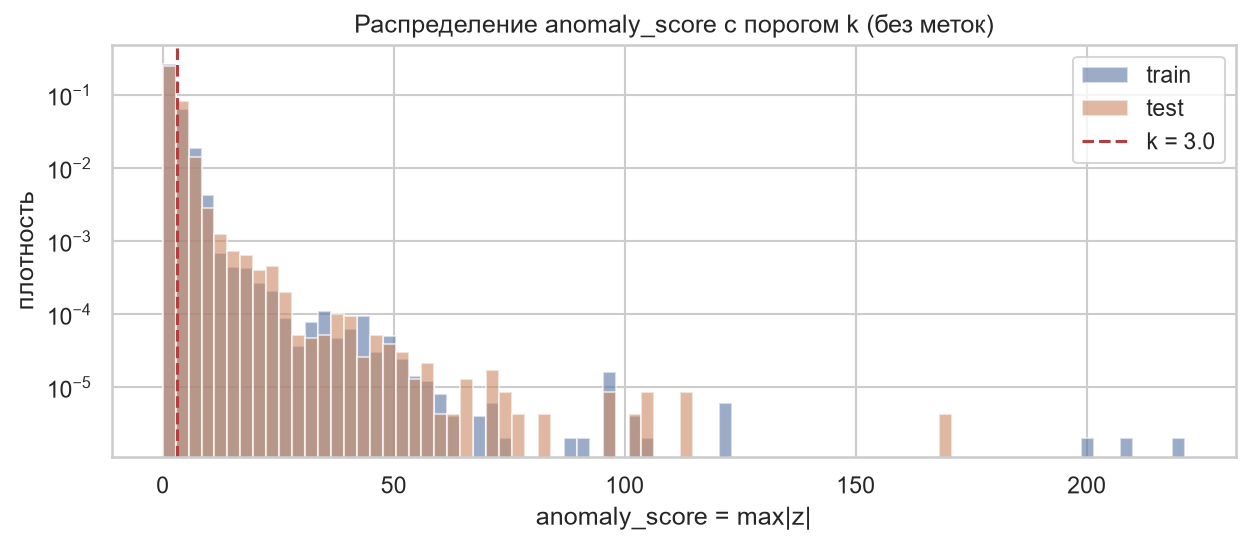 Распределение anomaly_score с порогом k (без меток)
train
test
k = 3.0
плотность
10⁻¹
10⁻²
10⁻³
10⁻⁴
10⁻⁵
0 50 100 150 200
anomaly_score = max|z|